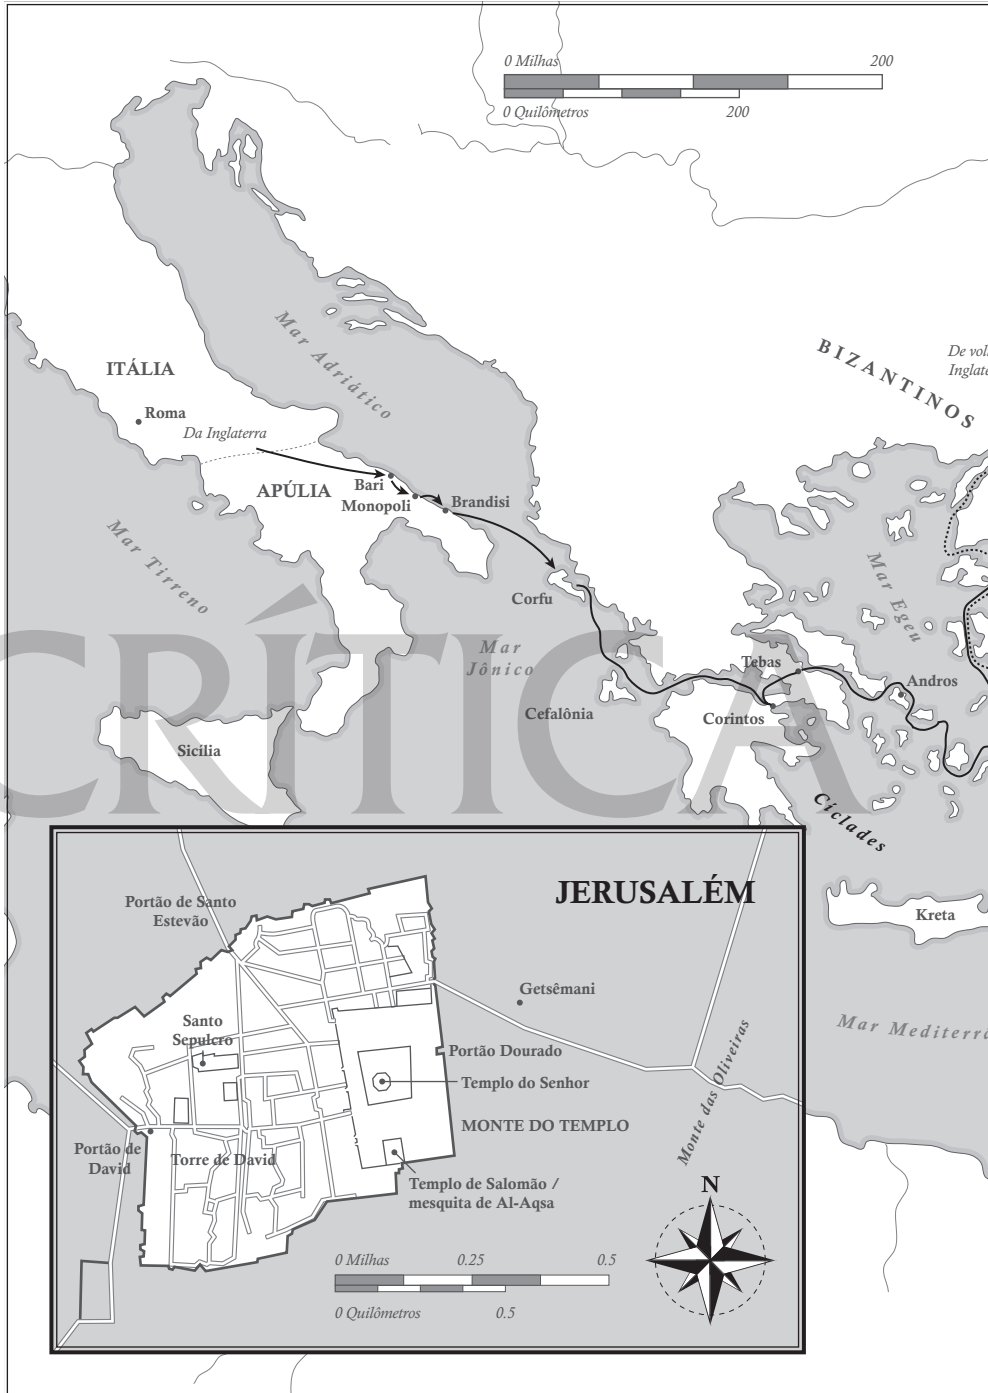 0 Milhas 200
0 Quilômetros 200
Mar Adriático
BIZANTINOS
De vol
Inglate
ITÁLIA
Roma
Da Inglaterra
APÚLIA
Bari
Monopoli
Brandisi
Mar Tirreno
Mar Egeu
Corfu
Mar
Jônico
Tebas
Andros
Cefalônia
Corintos
Sicília
CRÍTICA
Cíclades
Kreta
Mar Mediterrâ
JERUSALÉM
Portão de Santo
Estevão
Getsêmani
Santo
Sepulcro
Portão Dourado
Templo do Senhor
MONTE DO TEMPLO
Monte das Oliveiras
Portão de
David
Torre de David
Templo de Salomão /
mesquita de Al-Aqsa
N
0 Milhas 0.25 0.5
0 Quilômetros 0.5